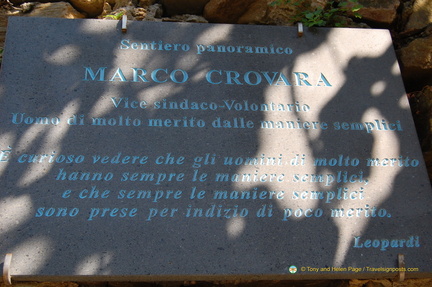 Sentiero panoramico
MARCO CROVARA
Vice sindaco-Volontario
Uomo di molto merito dalle maniere semplici
È curioso vedere che gli uomini di molto merito
hanno sempre le maniere semplici,
e che sempre le maniere semplici
sono prese per indizio di poco merito.
Leopardi
© Tony and Helen Page / Travelsignposts.com